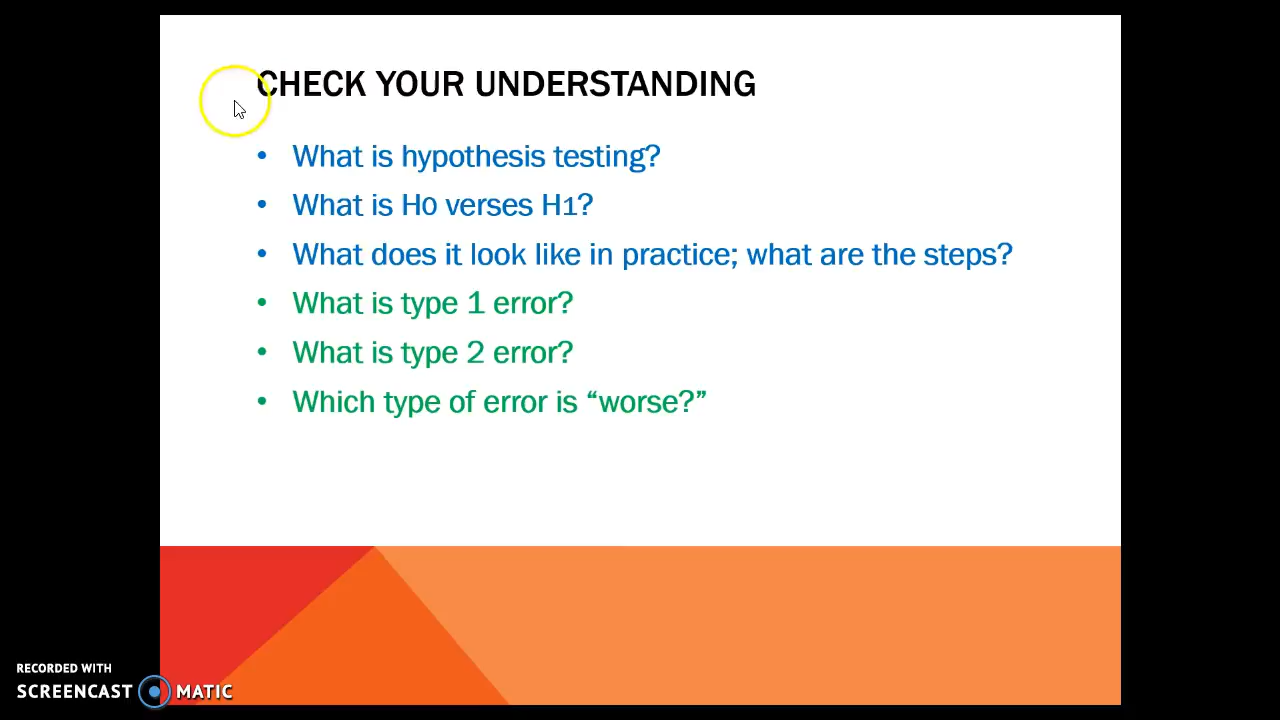 CHECK YOUR UNDERSTANDING
• What is hypothesis testing?
• What is H0 verses H1?
• What does it look like in practice; what are the steps?
• What is type 1 error?
• What is type 2 error?
• Which type of error is “worse?”
RECORDED WITH
SCREENCAST MATIC